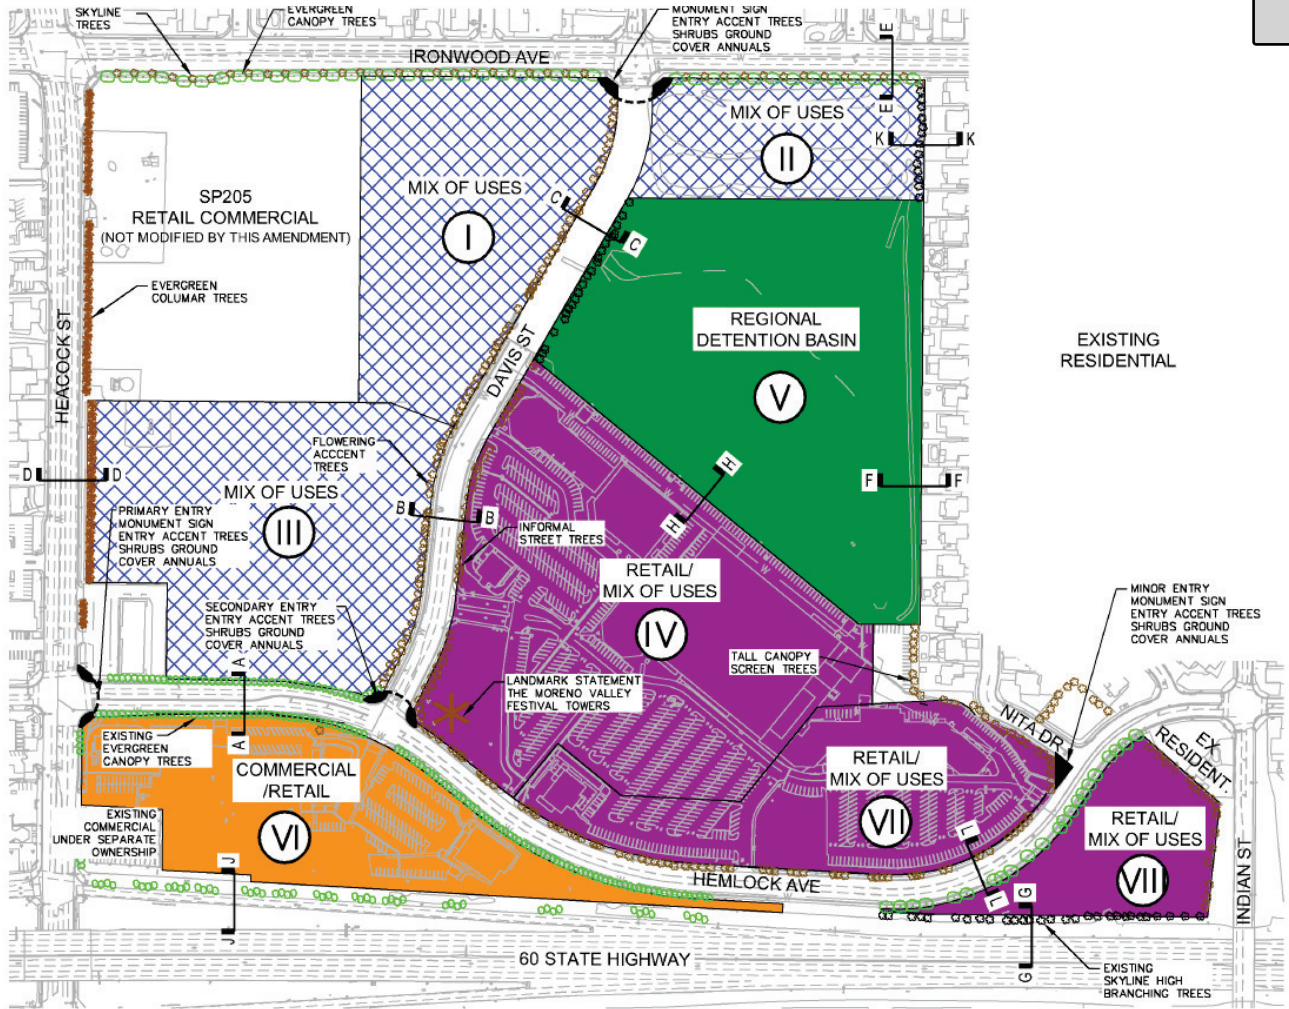 SKYLINE
TREES
EVERGREEN
CANOPY TREES
MONUMENT SIGN
ENTRY ACCENT TREES
SHRUBS GROUND
COVER ANNUALS
IRONWOOD AVE
E
E
K
K
MIX OF USES
II
SP205
RETAIL COMMERCIAL
(NOT MODIFIED BY THIS AMENDMENT)
MIX OF USES
I
C
C
EVERGREEN
COLUMAR TREES
HEACOCK ST
DAVIS ST
REGIONAL
DETENTION BASIN
V
EXISTING
RESIDENTIAL
FLOWERING
ACCCENT
TREES
D
D
MIX OF USES
III
B
B
H
H
F
F
PRIMARY ENTRY
MONUMENT SIGN
ENTRY ACCENT TREES
SHRUBS GROUND
COVER ANNUALS
INFORMAL
STREET TREES
RETAIL/
MIX OF USES
IV
SECONDARY ENTRY
ENTRY ACCENT TREES
SHRUBS GROUND
COVER ANNUALS
MINOR ENTRY
MONUMENT SIGN
ENTRY ACCENT TREES
SHRUBS GROUND
COVER ANNUALS
TALL CANOPY
SCREEN TREES
LANDMARK STATEMENT
THE MORENO VALLEY
FESTIVAL TOWERS
A
A
NITA DR
EX.
RESIDENT.
EXISTING
EVERGREEN
CANOPY TREES
COMMERCIAL
/RETAIL
VI
RETAIL/
MIX OF USES
VII
RETAIL/
MIX OF USES
VII
EXISTING
COMMERCIAL
UNDER SEPARATE
OWNERSHIP
J
J
L
L
G
G
HEMLOCK AVE
INDIAN ST
60 STATE HIGHWAY
EXISTING
SKYLINE HIGH
BRANCHING TREES